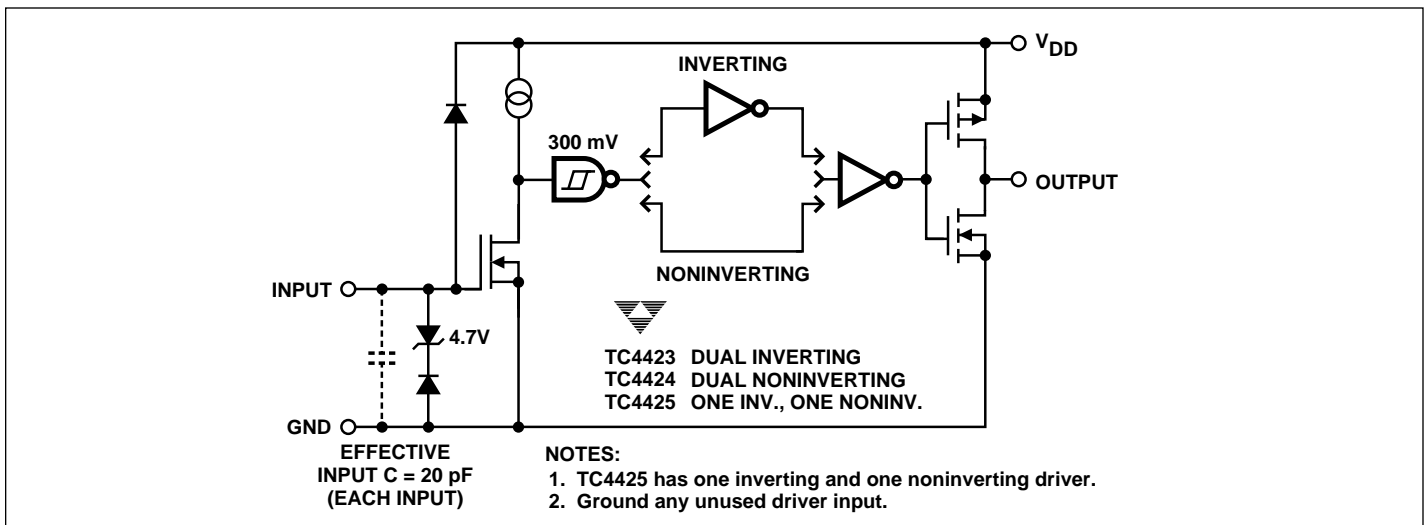 V_DD
INVERTING
300 mV
OUTPUT
NONINVERTING
INPUT
4.7V
TC4423 DUAL INVERTING
TC4424 DUAL NONINVERTING
TC4425 ONE INV., ONE NONINV.
GND
EFFECTIVE
INPUT C = 20 pF
(EACH INPUT)
NOTES:
1. TC4425 has one inverting and one noninverting driver.
2. Ground any unused driver input.